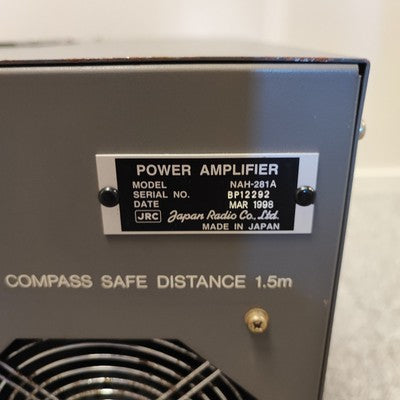 POWER AMPLIFIER
MODEL NAH-281A
SERIAL NO. BP12292
DATE MAR 1998
JRC Japan Radio Co., Ltd.
MADE IN JAPAN
COMPASS SAFE DISTANCE 1.5m